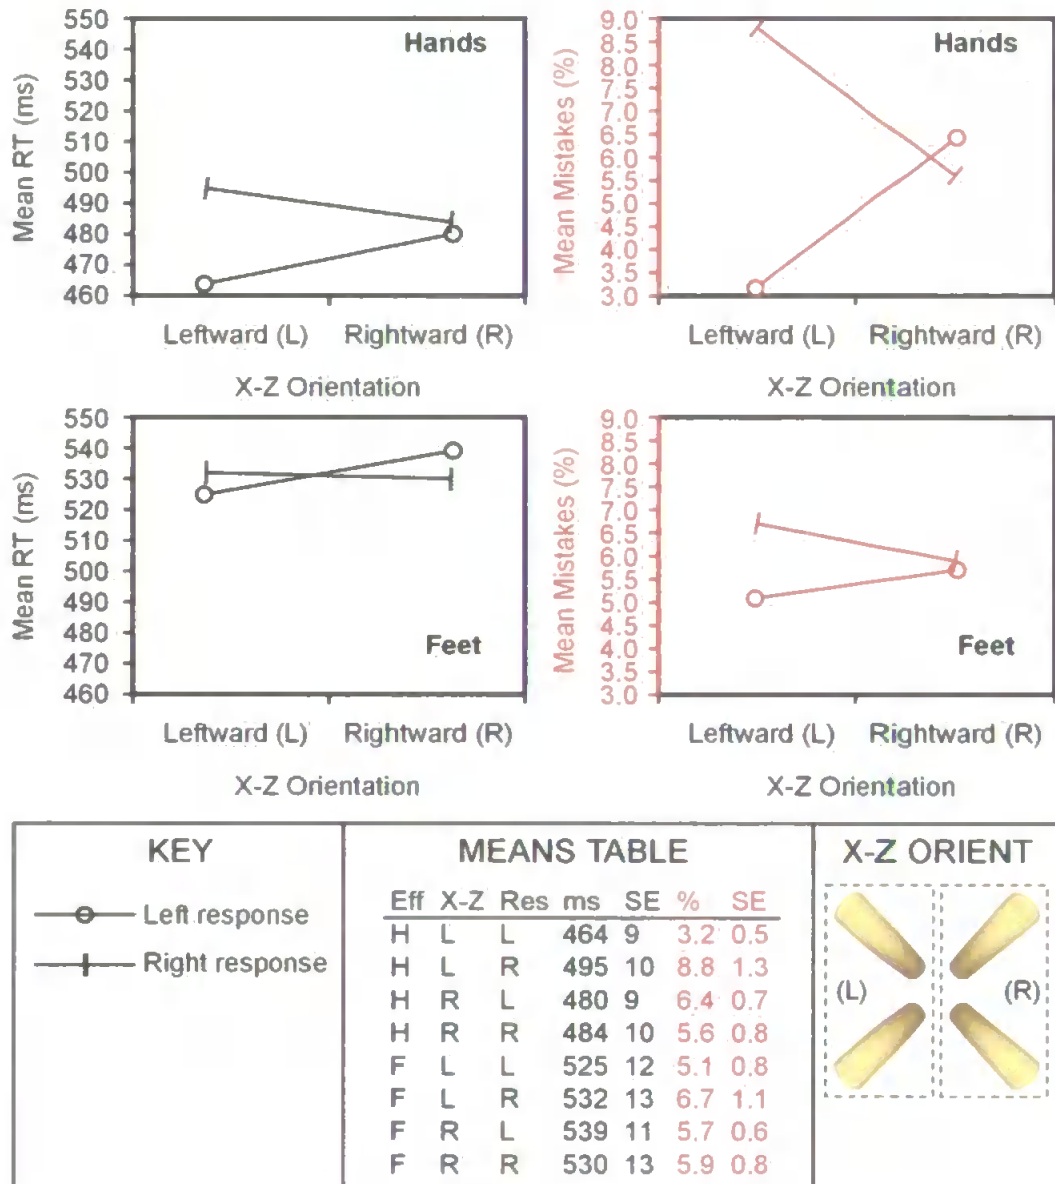 550
540
530
520
510
500
490
480
470
460
Mean RT (ms)
Hands
Leftward (L) Rightward (R)
X-Z Orientation
9.0
8.5
8.0
7.5
7.0
6.5
6.0
5.5
5.0
4.5
4.0
3.5
3.0
Mean Mistakes (%)
Hands
Leftward (L) Rightward (R)
X-Z Orientation
550
540
530
520
510
500
490
480
470
460
Mean RT (ms)
Feet
Leftward (L) Rightward (R)
X-Z Orientation
9.0
8.5
8.0
7.5
7.0
6.5
6.0
5.5
5.0
4.5
4.0
3.5
3.0
Mean Mistakes (%)
Feet
Leftward (L) Rightward (R)
X-Z Orientation
KEY
Left response
Right response
MEANS TABLE
Eff X-Z Res ms SE % SE
H L L 464 9 3.2 0.5
H L R 495 10 8.8 1.3
H R L 480 9 6.4 0.7
H R R 484 10 5.6 0.8
F L L 525 12 5.1 0.8
F L R 532 13 6.7 1.1
F R L 539 11 5.7 0.6
F R R 530 13 5.9 0.8
X-Z ORIENT
(L) (R)